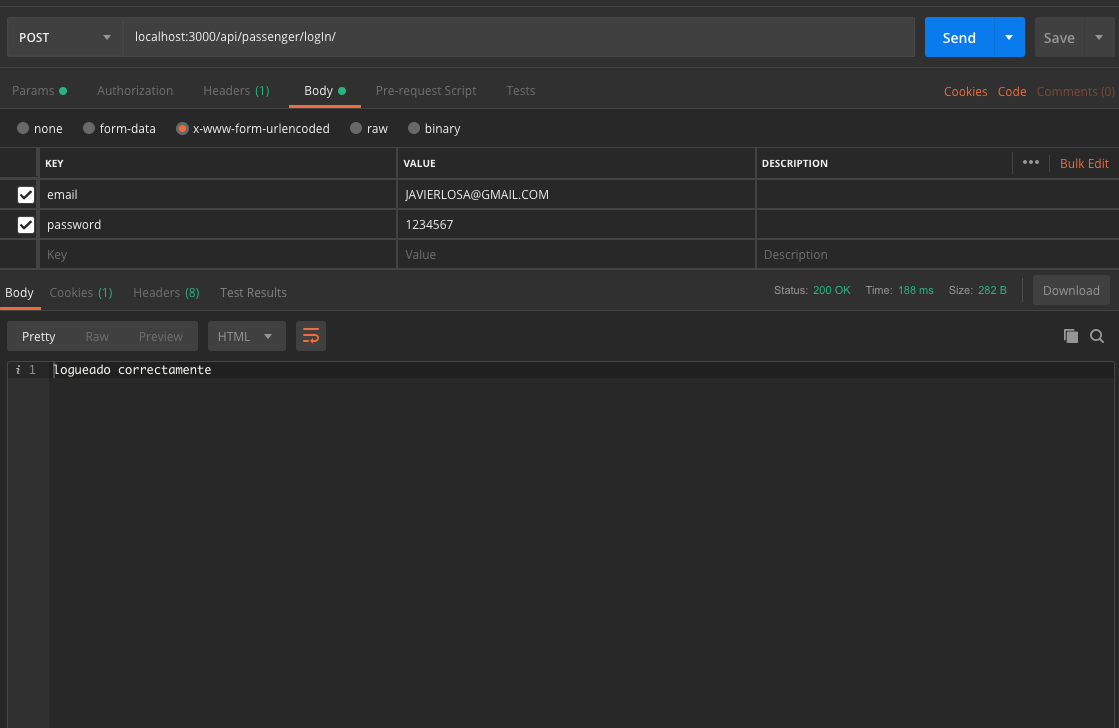 POST localhost:3000/api/passenger/logIn/ Send Save
Params Authorization Headers (1) Body Pre-request Script Tests Cookies Code Comments (0)
none form-data x-www-form-urlencoded raw binary
KEY VALUE DESCRIPTION ••• Bulk Edit
email JAVIERLOSA@GMAIL.COM
password 1234567
Key Value Description
Body Cookies (1) Headers (8) Test Results Status: 200 OK Time: 188 ms Size: 282 B Download
Pretty Raw Preview HTML
i 1 logueado correctamente